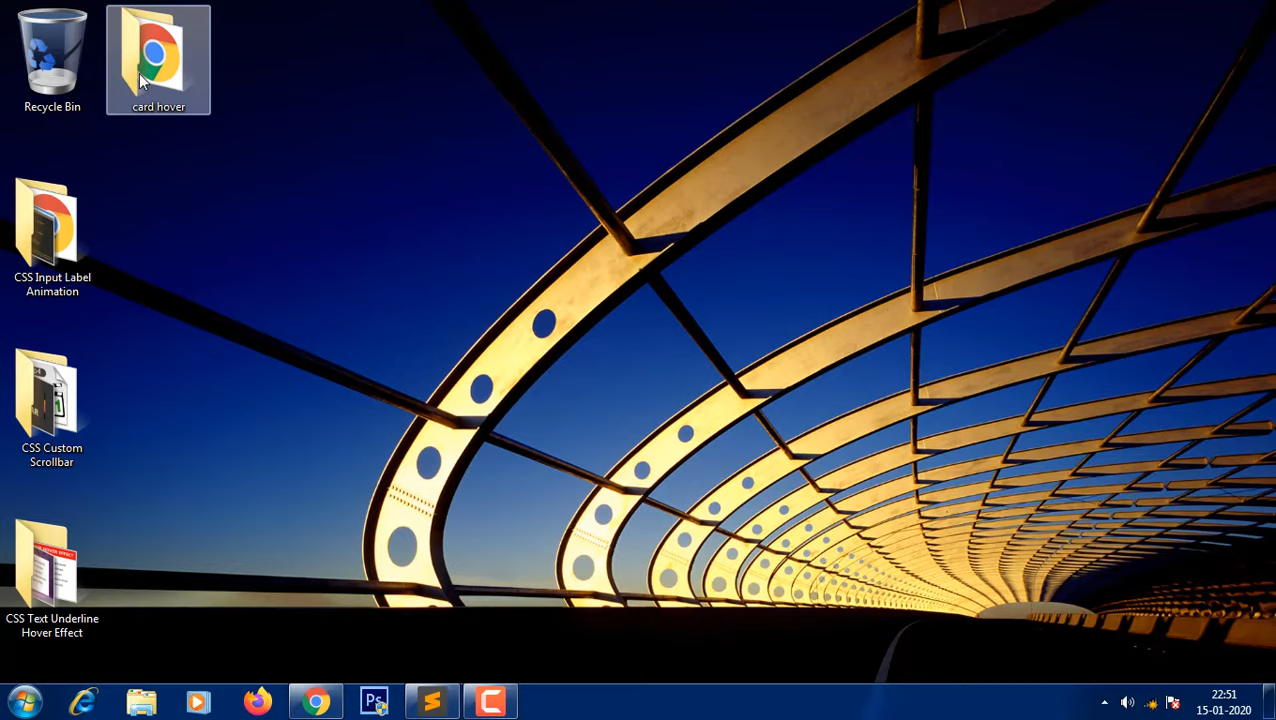 Recycle Bin
card hover
CSS Input Label
Animation
CSS Custom
Scrollbar
CSS Text Underline
Hover Effect
Ps
22:51
15-01-2020